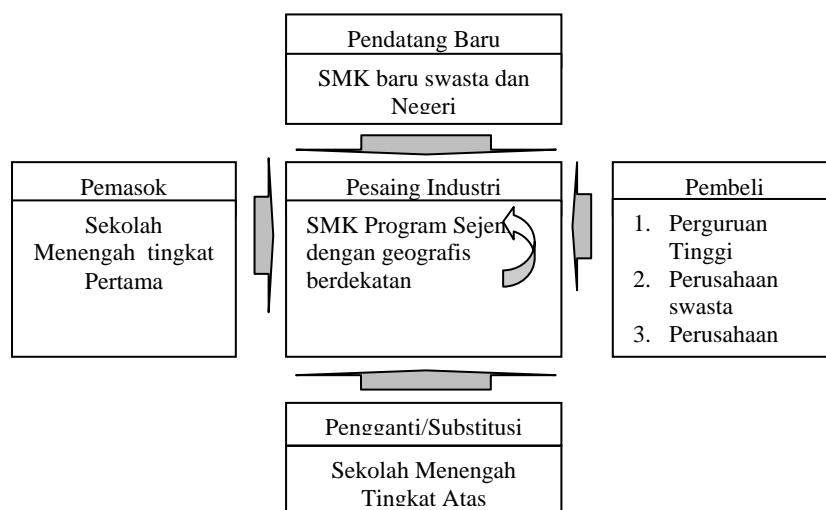 Pendatang Baru
SMK baru swasta dan
Negeri
Pemasok
Sekolah
Menengah tingkat
Pertama
Pesaing Industri
SMK Program Sejen
dengan geografis
berdekatan
Pembeli
1. Perguruan
Tinggi
2. Perusahaan
swasta
3. Perusahaan
Pengganti/Substitusi
Sekolah Menengah
Tingkat Atas